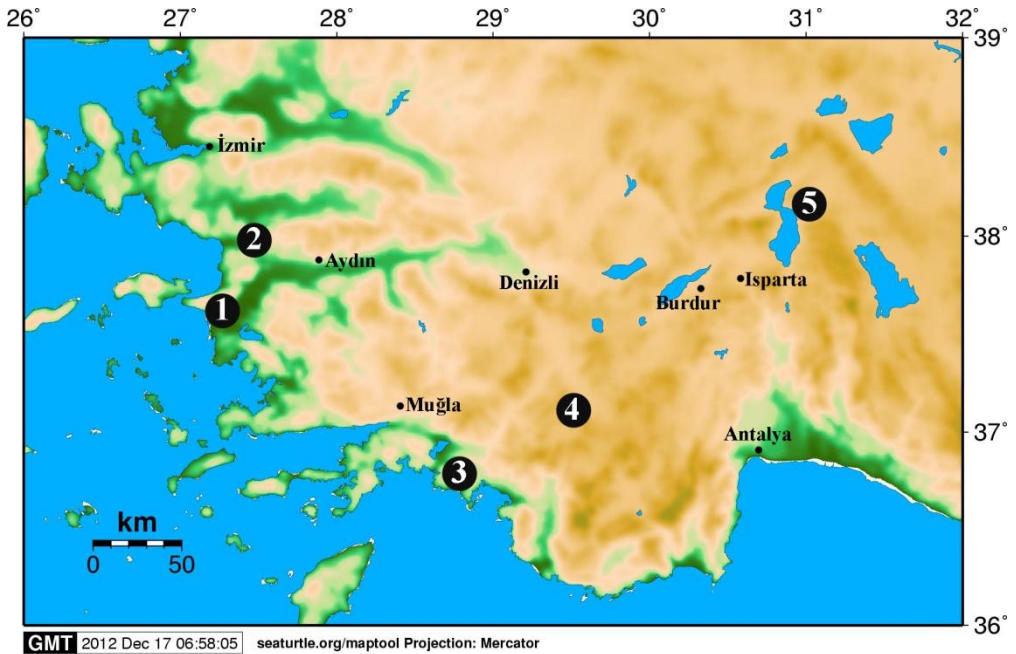 26° 27° 28° 29° 30° 31° 32°
39°
İzmir
5
38°
2
Aydın
Denizli
Isparta
Burdur
1
4
Muğla
37°
Antalya
3
km
0 50
36°
GMT 2012 Dec 17 06:58:05 seaturtle.org/maptool Projection: Mercator